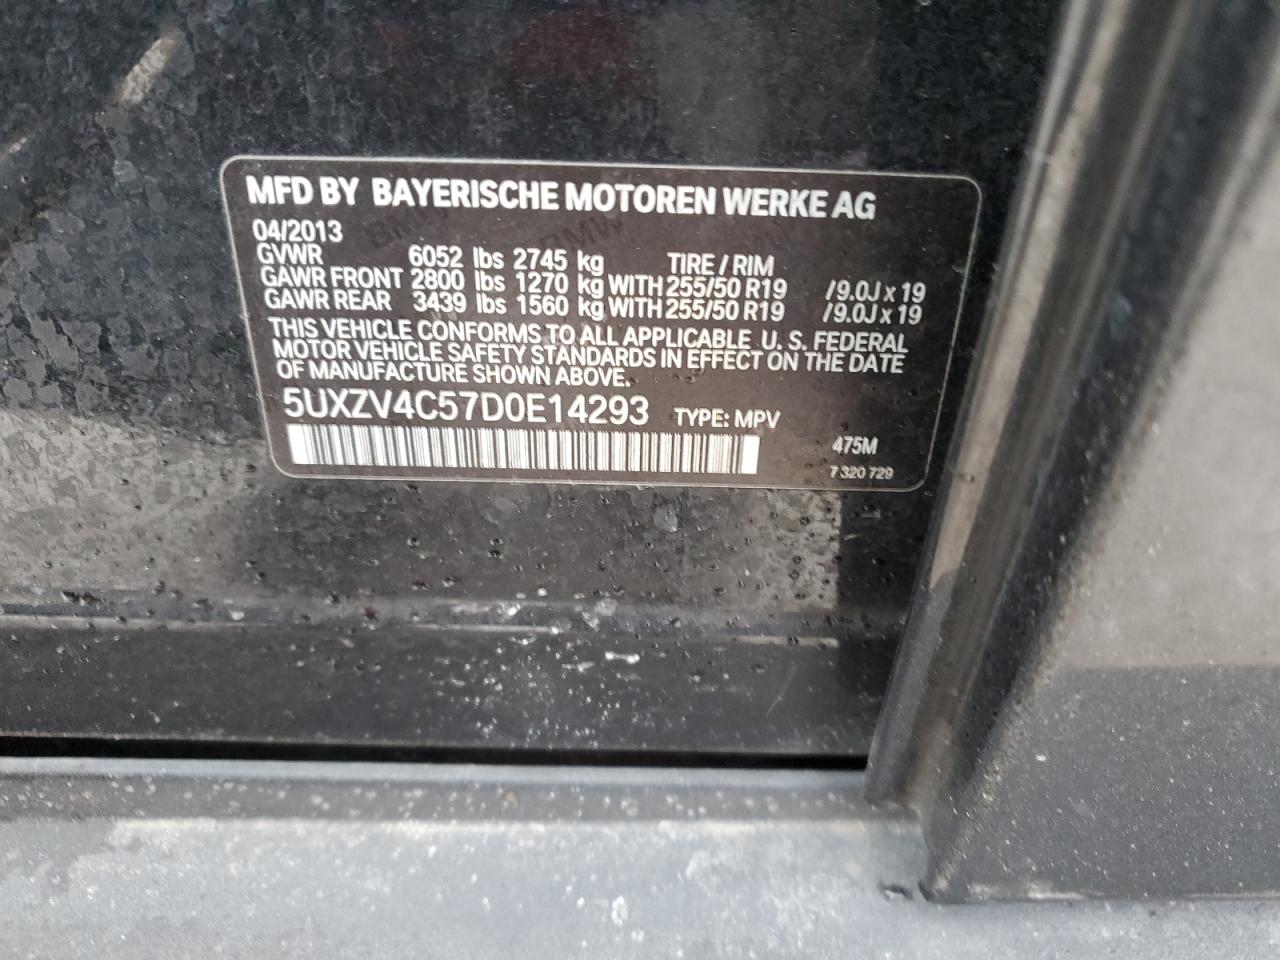 MFD BY BAYERISCHE MOTOREN WERKE AG
04/2013
GVWR 6052 lbs 2745 kg TIRE / RIM
GAWR FRONT 2800 lbs 1270 kg WITH 255/50 R19 /9.0J x 19
GAWR REAR 3439 lbs 1560 kg WITH 255/50 R19 /9.0J x 19
THIS VEHICLE CONFORMS TO ALL APPLICABLE U. S. FEDERAL
MOTOR VEHICLE SAFETY STANDARDS IN EFFECT ON THE DATE
OF MANUFACTURE SHOWN ABOVE.
5UXZV4C57D0E14293 TYPE: MPV
475M
7 320 729